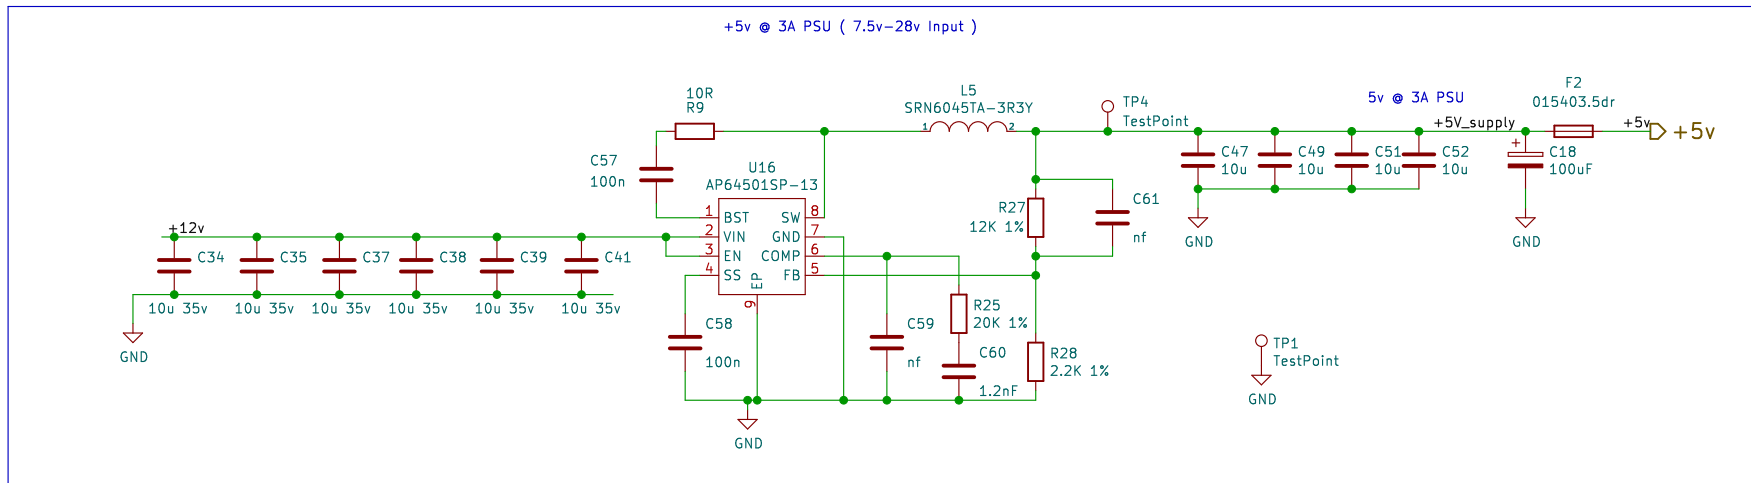 +5v @ 3A PSU ( 7.5v-28v Input )
10R
R9
L5
SRN6045TA-3R3Y
1
2
TP4
TestPoint
5v @ 3A PSU
F2
015403.5dr
+5V_supply
+5v
+5v
C57
100n
U16
AP64501SP-13
C47
10u
C49
10u
C51
10u
C52
10u
+
C18
100uF
1 BST SW 8
2 VIN GND 7
3 EN COMP 6
4 SS FB 5
EP
9
R27
12K 1%
C61
nf
GND
GND
+12v
C34
C35
C37
C38
C39
C41
10u 35v
10u 35v
10u 35v
10u 35v
10u 35v
10u 35v
GND
C58
100n
C59
nf
R25
20K 1%
C60
1.2nF
R28
2.2K 1%
GND
TP1
TestPoint
GND